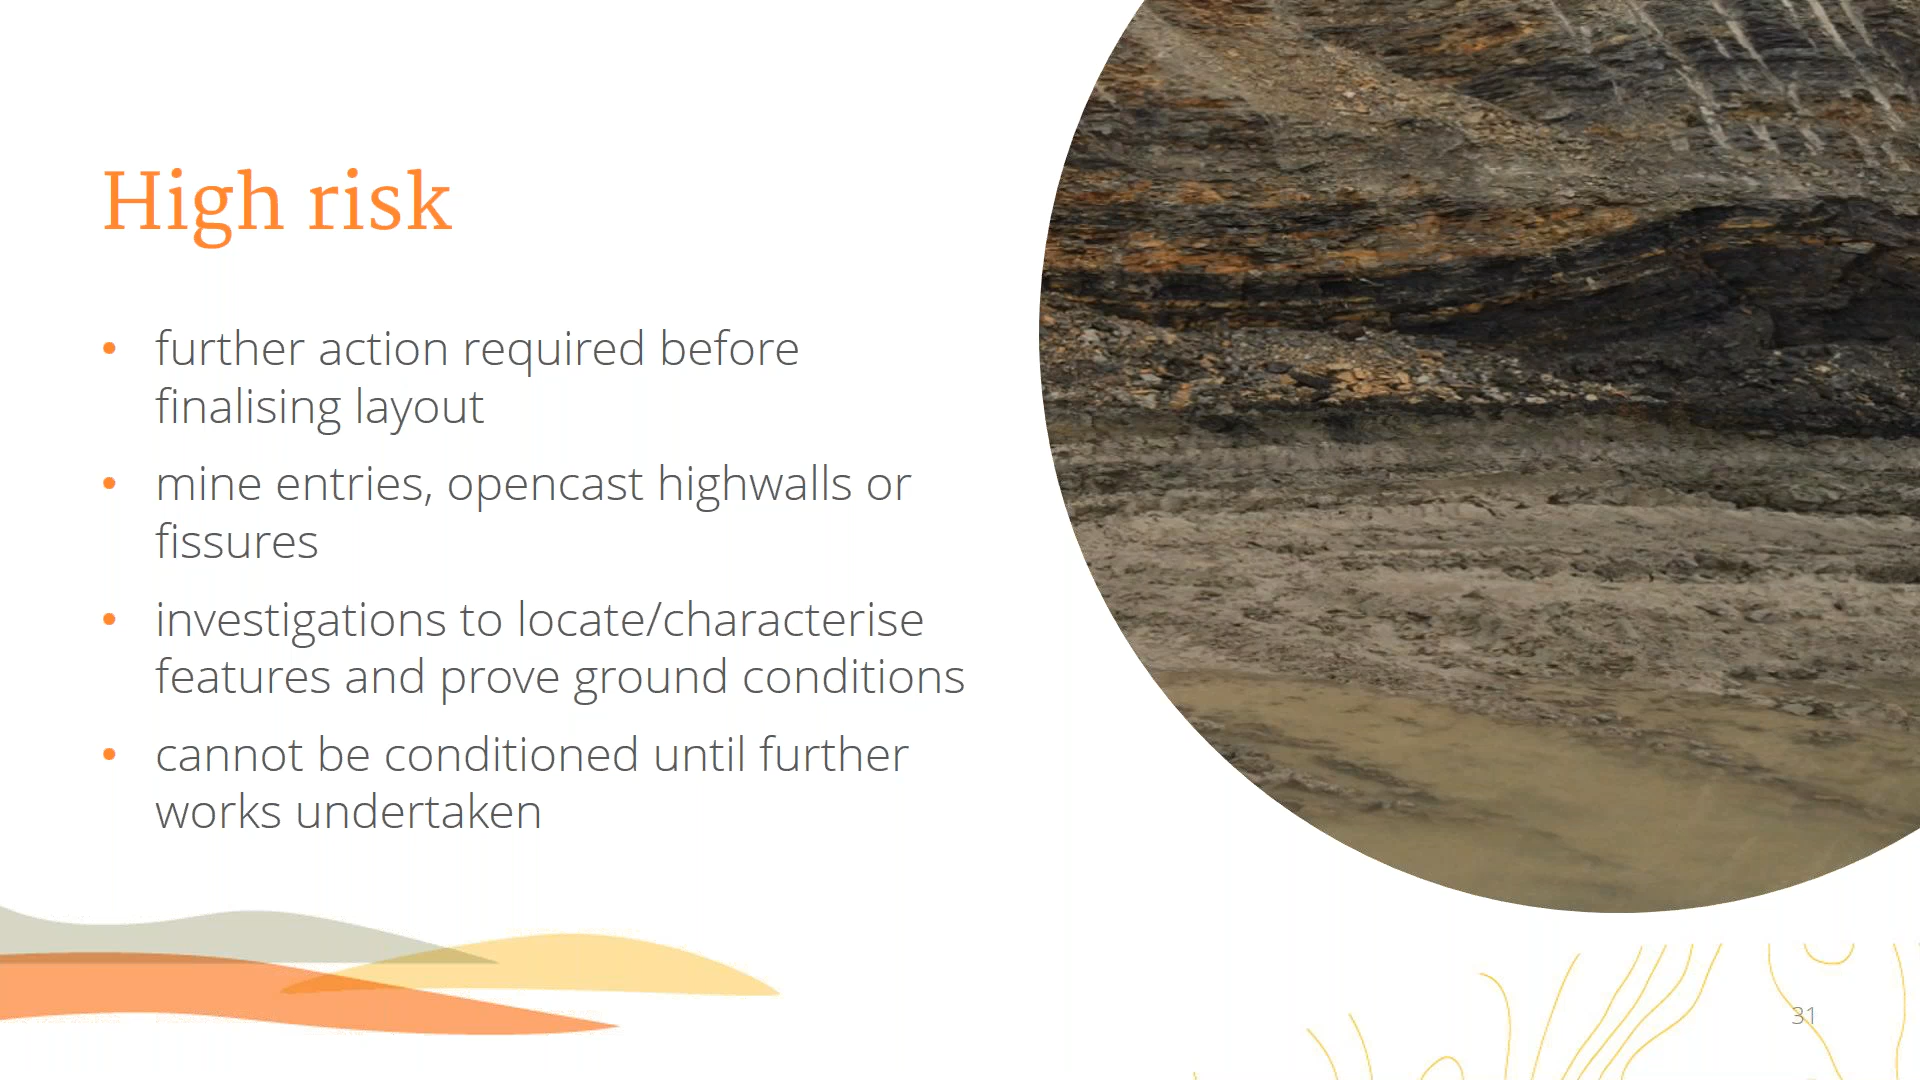 High risk
• further action required before
finalising layout
• mine entries, opencast highwalls or
fissures
• investigations to locate/characterise
features and prove ground conditions
• cannot be conditioned until further
works undertaken
31